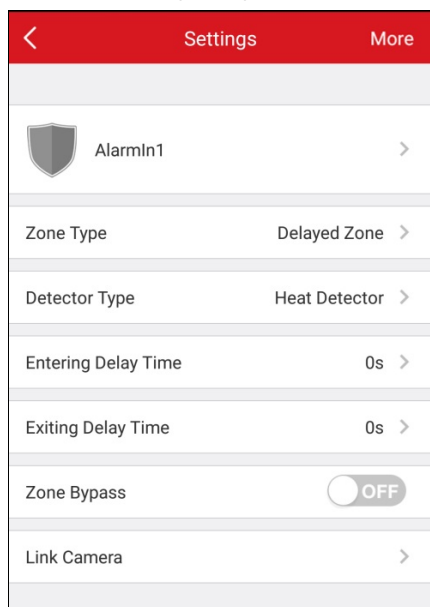 Settings More
AlarmIn1
Zone Type Delayed Zone
Detector Type Heat Detector
Entering Delay Time 0s
Exiting Delay Time 0s
Zone Bypass OFF
Link Camera